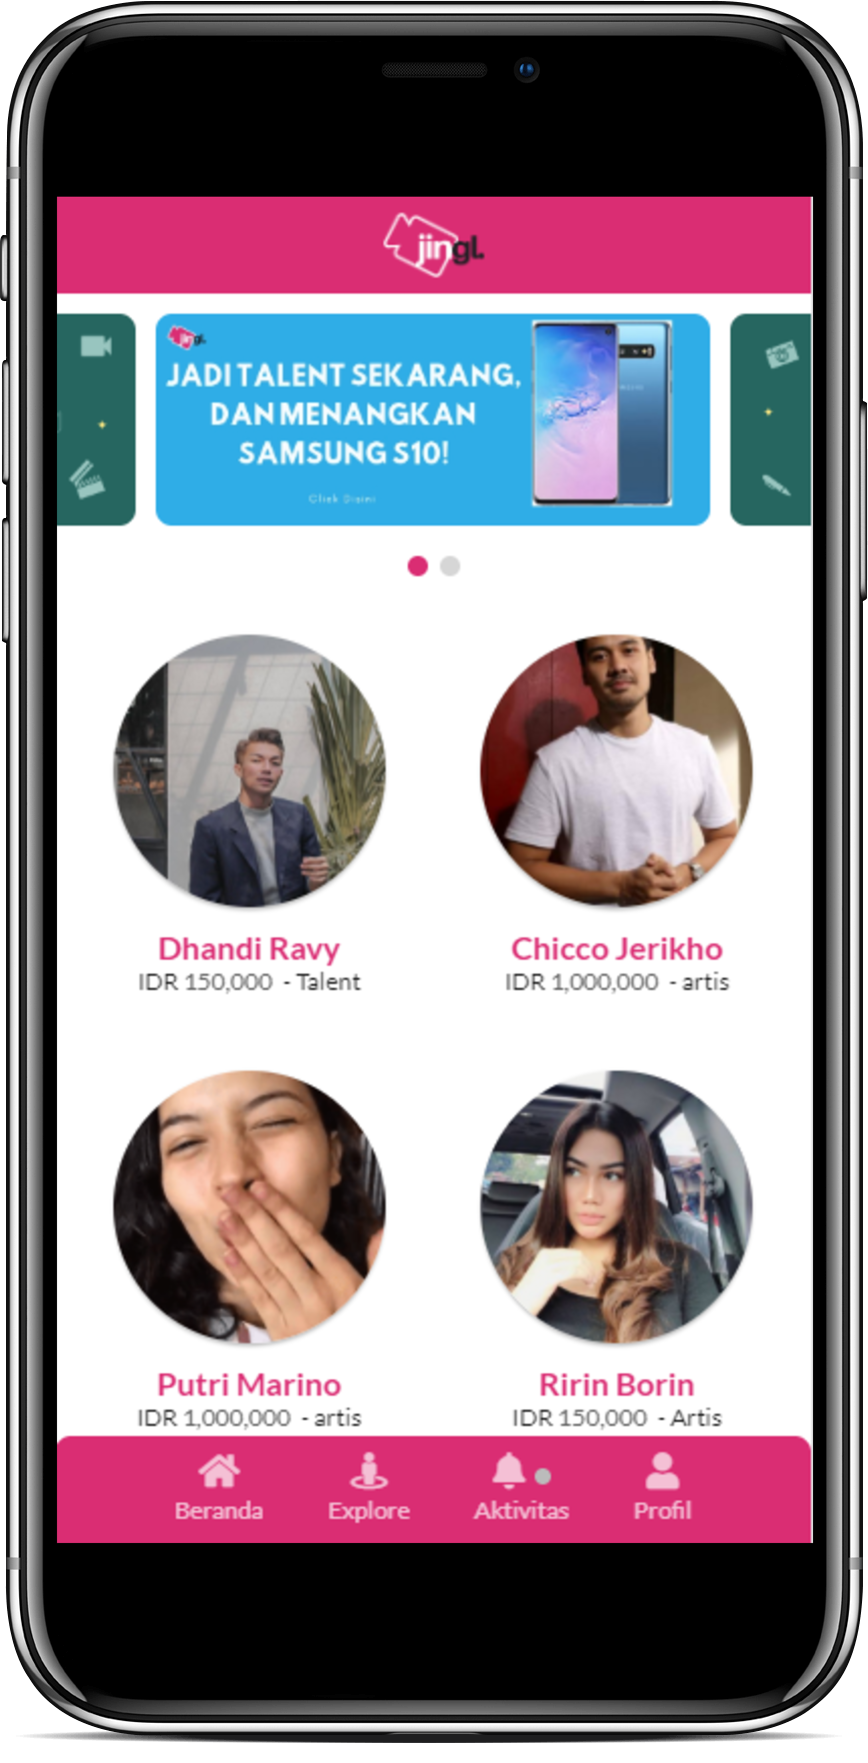 jingl.
jingl.
JADI TALENT SEKARANG,
DAN MENANGKAN
SAMSUNG S10!
Click Disini
Dhandi Ravy
IDR 150,000 - Talent
Chicco Jerikho
IDR 1,000,000 - artis
Putri Marino
IDR 1,000,000 - artis
Ririn Borin
IDR 150,000 - Artis
Beranda
Explore
Aktivitas
Profil